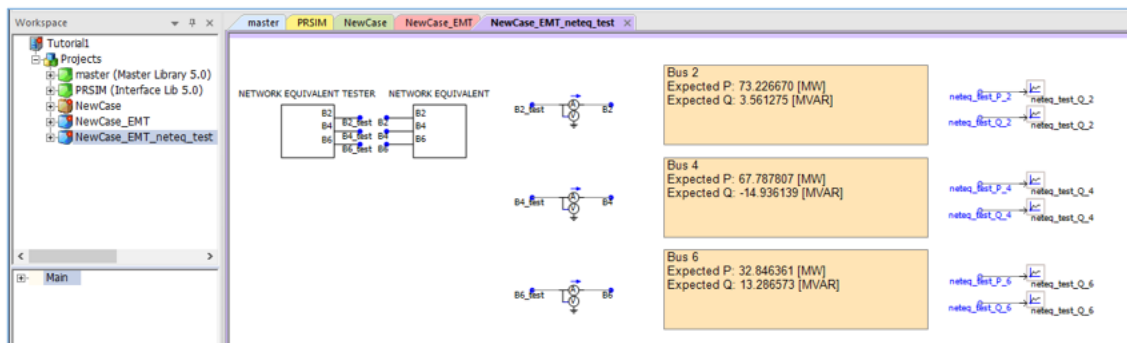 Workspace
master
PRSIM
NewCase
NewCase_EMT
NewCase_EMT_neteq_test
Tutorial1
Projects
master (Master Library 5.0)
PRSIM (Interface Lib 5.0)
NewCase
NewCase_EMT
NewCase_EMT_neteq_test
Main
NETWORK EQUIVALENT TESTER
NETWORK EQUIVALENT
B2
B4
B6
B2_test
B4_test
B6_test
B2
B4
B6
B2
B4
B6
B2_test
A
V
B2
B4_test
A
V
B4
B6_test
A
V
B6
Bus 2
Expected P: 73.226670 [MW]
Expected Q: 3.561275 [MVAR]
Bus 4
Expected P: 67.787807 [MW]
Expected Q: -14.936139 [MVAR]
Bus 6
Expected P: 32.846361 [MW]
Expected Q: 13.286573 [MVAR]
neteq_test_P_2
neteq_test_Q_2
neteq_test_Q_2
neteq_test_Q_2
neteq_test_P_4
neteq_test_Q_4
neteq_test_Q_4
neteq_test_Q_4
neteq_test_P_6
neteq_test_Q_6
neteq_test_Q_6
neteq_test_Q_6